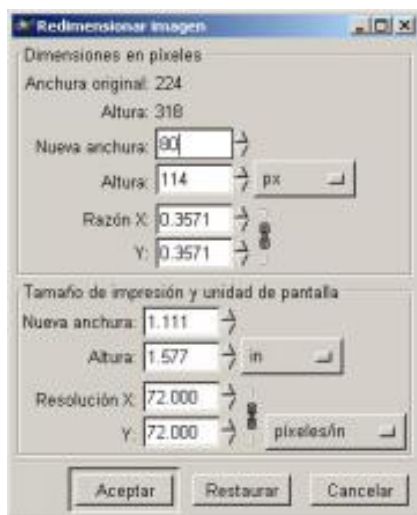 Redimensionar imagen
Dimensiones en píxeles
Anchura original: 224
Altura: 318
Nueva anchura: 80
Altura: 114 px
Razón X: 0.3571
Y: 0.3571
Tamaño de impresión y unidad de pantalla
Nueva anchura: 1.111
Altura: 1.577 in
Resolución X: 72.000
Y: 72.000 píxeles/in
Aceptar Restaurar Cancelar